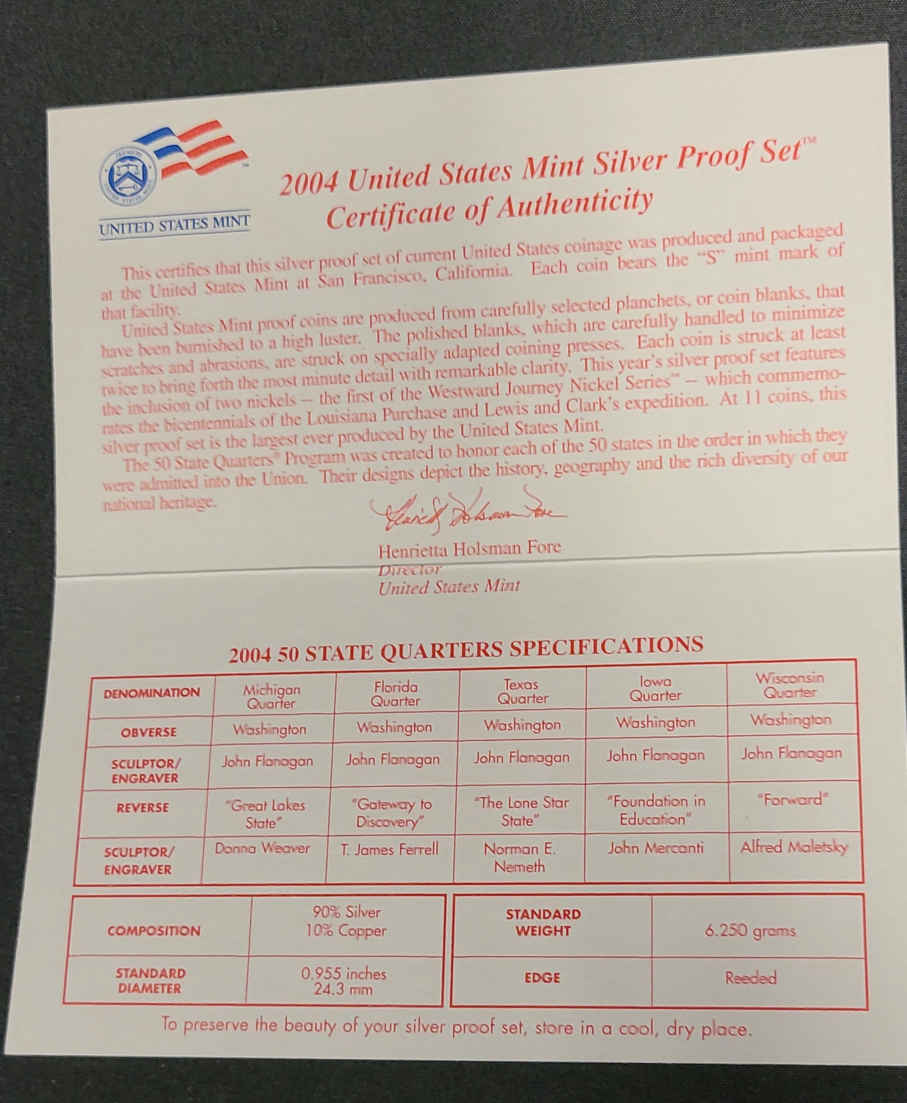 UNITED STATES MINT
2004 United States Mint Silver Proof Set™
Certificate of Authenticity
This certifies that this silver proof set of current United States coinage was produced and packaged
at the United States Mint at San Francisco, California. Each coin bears the "S" mint mark of
that facility.
United States Mint proof coins are produced from carefully selected planchets, or coin blanks, that
have been burnished to a high luster. The polished blanks, which are carefully handled to minimize
scratches and abrasions, are struck on specially adapted coining presses. Each coin is struck at least
twice to bring forth the most minute detail with remarkable clarity. This year's silver proof set features
the inclusion of two nickels – the first of the Westward Journey Nickel Series™ – which commemo-
rates the bicentennials of the Louisiana Purchase and Lewis and Clark's expedition. At 11 coins, this
silver proof set is the largest ever produced by the United States Mint.
The 50 State Quarters® Program was created to honor each of the 50 states in the order in which they
were admitted into the Union. Their designs depict the history, geography and the rich diversity of our
national heritage.
Henrietta Holsman Fore
Henrietta Holsman Fore
Director
United States Mint
2004 50 STATE QUARTERS SPECIFICATIONS
DENOMINATION Michigan Quarter Florida Quarter Texas Quarter Iowa Quarter Wisconsin Quarter
OBVERSE Washington Washington Washington Washington Washington
SCULPTOR/ENGRAVER John Flanagan John Flanagan John Flanagan John Flanagan John Flanagan
REVERSE "Great Lakes State" "Gateway to Discovery" "The Lone Star State" "Foundation in Education" "Forward"
SCULPTOR/ENGRAVER Donna Weaver T. James Ferrell Norman E. Nemeth John Mercanti Alfred Maletsky
COMPOSITION 90% Silver 10% Copper STANDARD WEIGHT 6.250 grams
STANDARD DIAMETER 0.955 inches 24.3 mm EDGE Reeded
To preserve the beauty of your silver proof set, store in a cool, dry place.